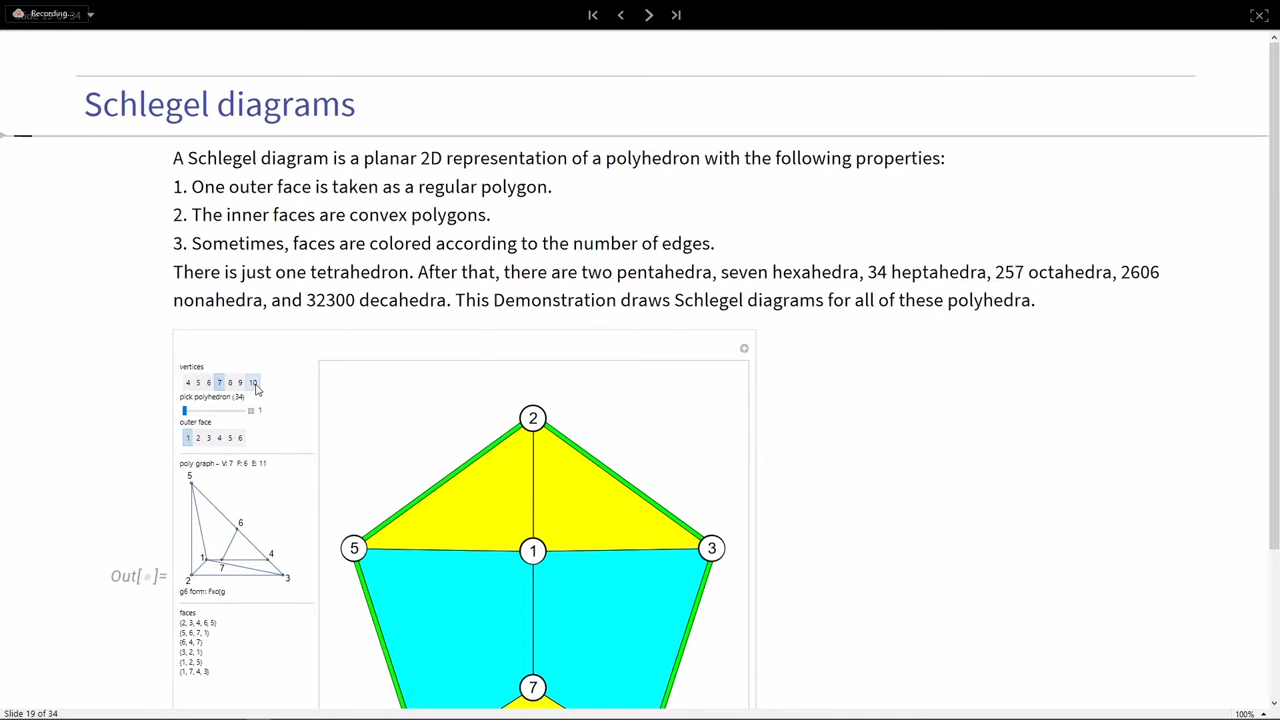 Recording...
Slide 19 of 34
Schlegel diagrams
A Schlegel diagram is a planar 2D representation of a polyhedron with the following properties:
1. One outer face is taken as a regular polygon.
2. The inner faces are convex polygons.
3. Sometimes, faces are colored according to the number of edges.
There is just one tetrahedron. After that, there are two pentahedra, seven hexahedra, 34 heptahedra, 257 octahedra, 2606
nonahedra, and 32300 decahedra. This Demonstration draws Schlegel diagrams for all of these polyhedra.
vertices
4 5 6 7 8 9 10
pick polyhedron (34)
1
outer face
1 2 3 4 5 6
poly graph – V: 7 F: 6 E: 11
5
6
1
7
4
2
3
g6 form: Fxo(g
faces
{2, 3, 4, 6, 5}
{5, 6, 7, 1}
{6, 4, 7}
{3, 2, 1}
{1, 2, 5}
{1, 7, 4, 3}
2
5
1
3
7
Out[•]=
Slide 19 of 34
100%